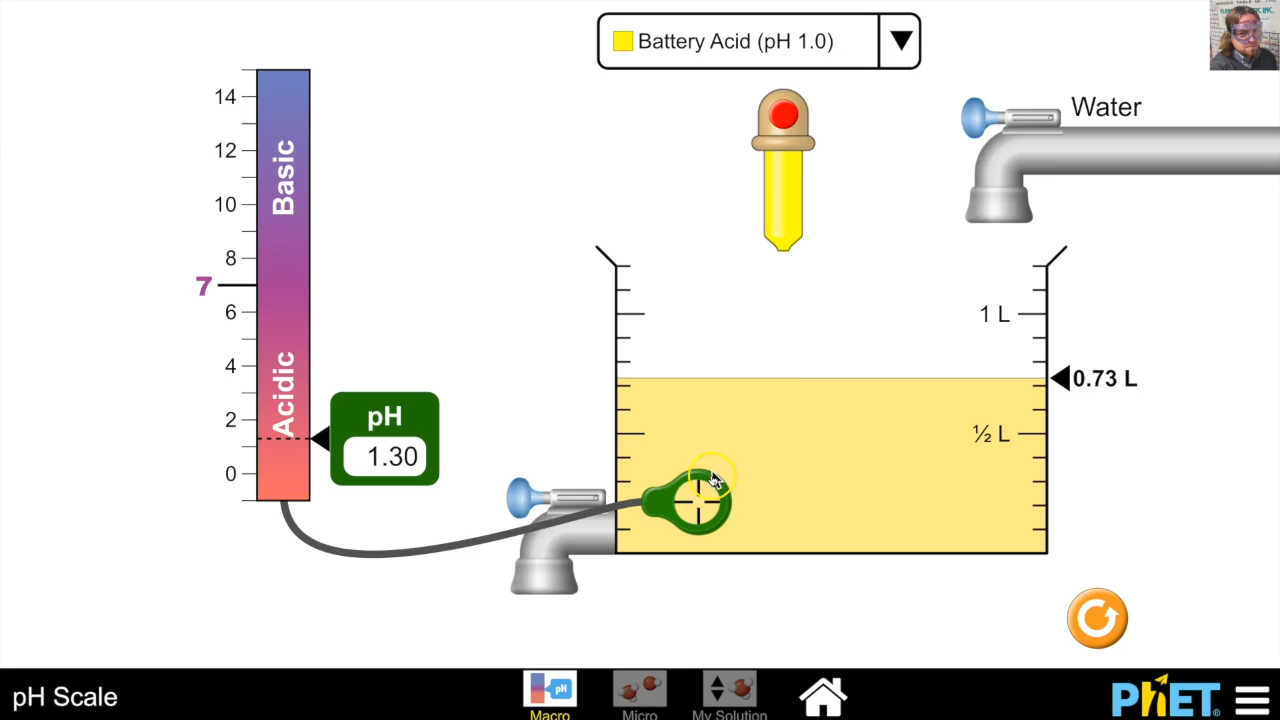 Battery Acid (pH 1.0)
Water
14
12
10
8
7
6
4
2
0
Basic
Acidic
pH
1.30
1 L
0.73 L
½ L
pH Scale
Macro
Micro
My Solution
PhET